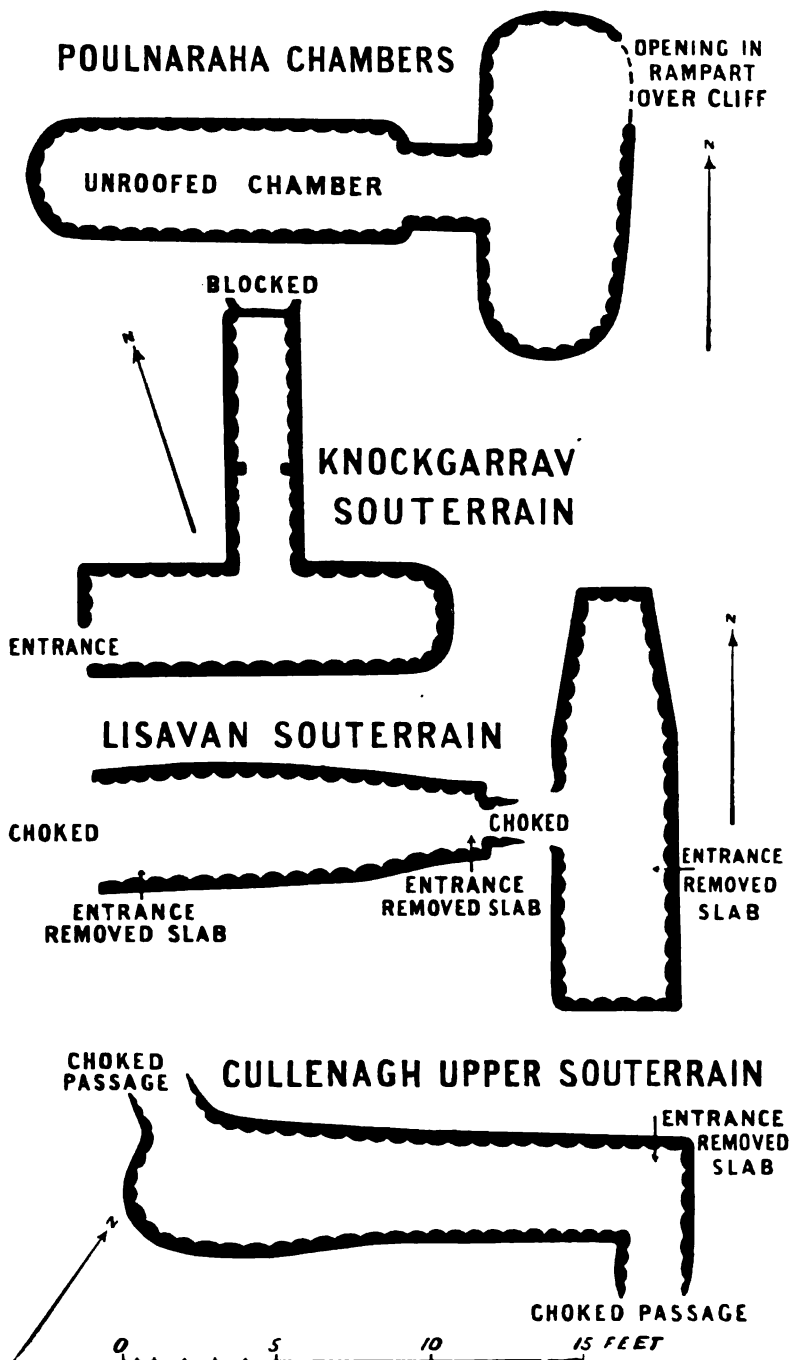 POULNARAHA CHAMBERS
OPENING IN
RAMPART
OVER CLIFF
N
UNROOFED CHAMBER
BLOCKED
N
KNOCKGARRAV
SOUTERRAIN
ENTRANCE
N
LISAVAN SOUTERRAIN
CHOKED
CHOKED
ENTRANCE
REMOVED SLAB
ENTRANCE
REMOVED SLAB
ENTRANCE
REMOVED
SLAB
CHOKED
PASSAGE
CULLENAGH UPPER SOUTERRAIN
ENTRANCE
REMOVED
SLAB
N
CHOKED PASSAGE
0 5 10 15 FEET